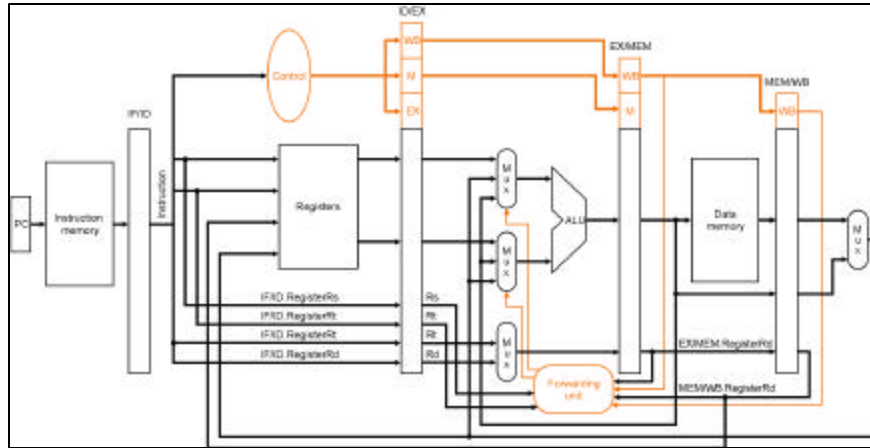 ID/EX
WB
EX/MEM
Control
M
WB
MEM/WB
EX
M
WB
IF/ID
Instruction
PC
Instruction
memory
Registers
M
u
x
ALU
Data
memory
M
u
x
M
u
x
IF/ID.RegisterRs
Rs
IF/ID.RegisterRt
Rt
IF/ID.RegisterRt
Rt
IF/ID.RegisterRd
Rd
M
u
x
EX/MEM.RegisterRd
Forwarding
unit
MEM/WB.RegisterRd